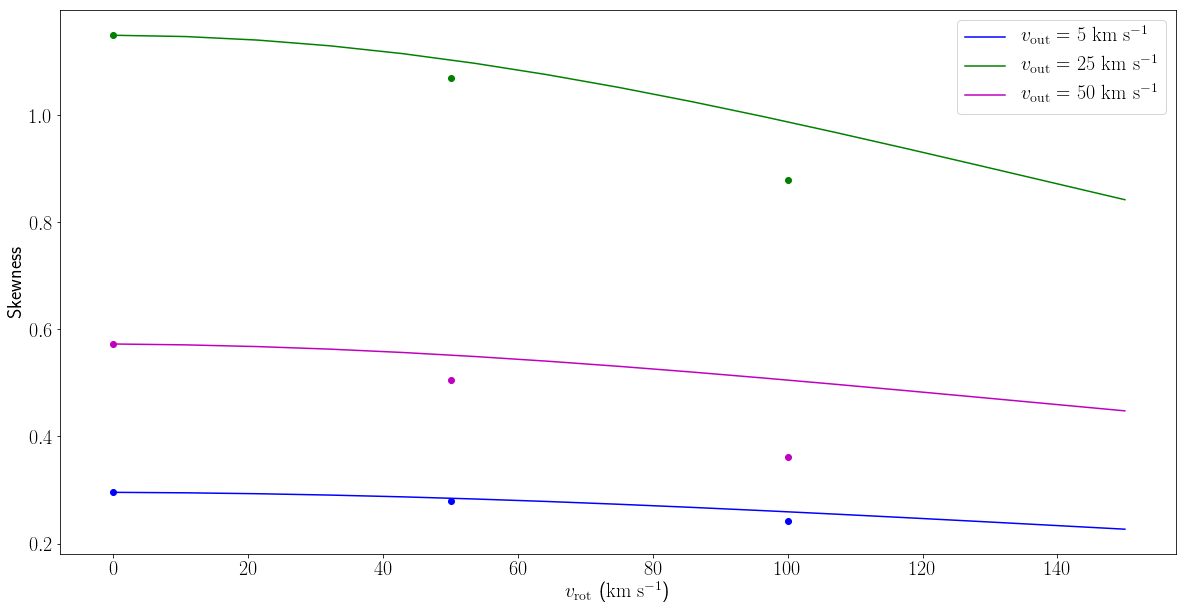 v_out = 5 km s⁻¹
v_out = 25 km s⁻¹
v_out = 50 km s⁻¹
1.0
0.8
0.6
0.4
0.2
Skewness
0 20 40 60 80 100 120 140
v_rot (km s⁻¹)